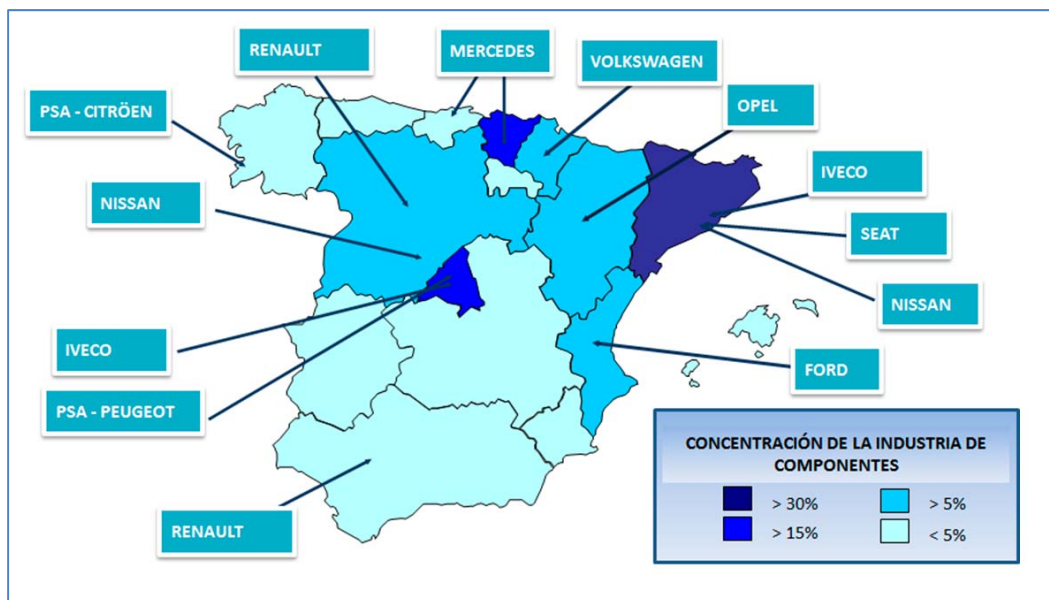 RENAULT
MERCEDES
VOLKSWAGEN
PSA - CITRÖEN
OPEL
IVECO
NISSAN
SEAT
NISSAN
IVECO
FORD
PSA - PEUGEOT
RENAULT
CONCENTRACIÓN DE LA INDUSTRIA DE
COMPONENTES
> 30%
> 5%
> 15%
< 5%